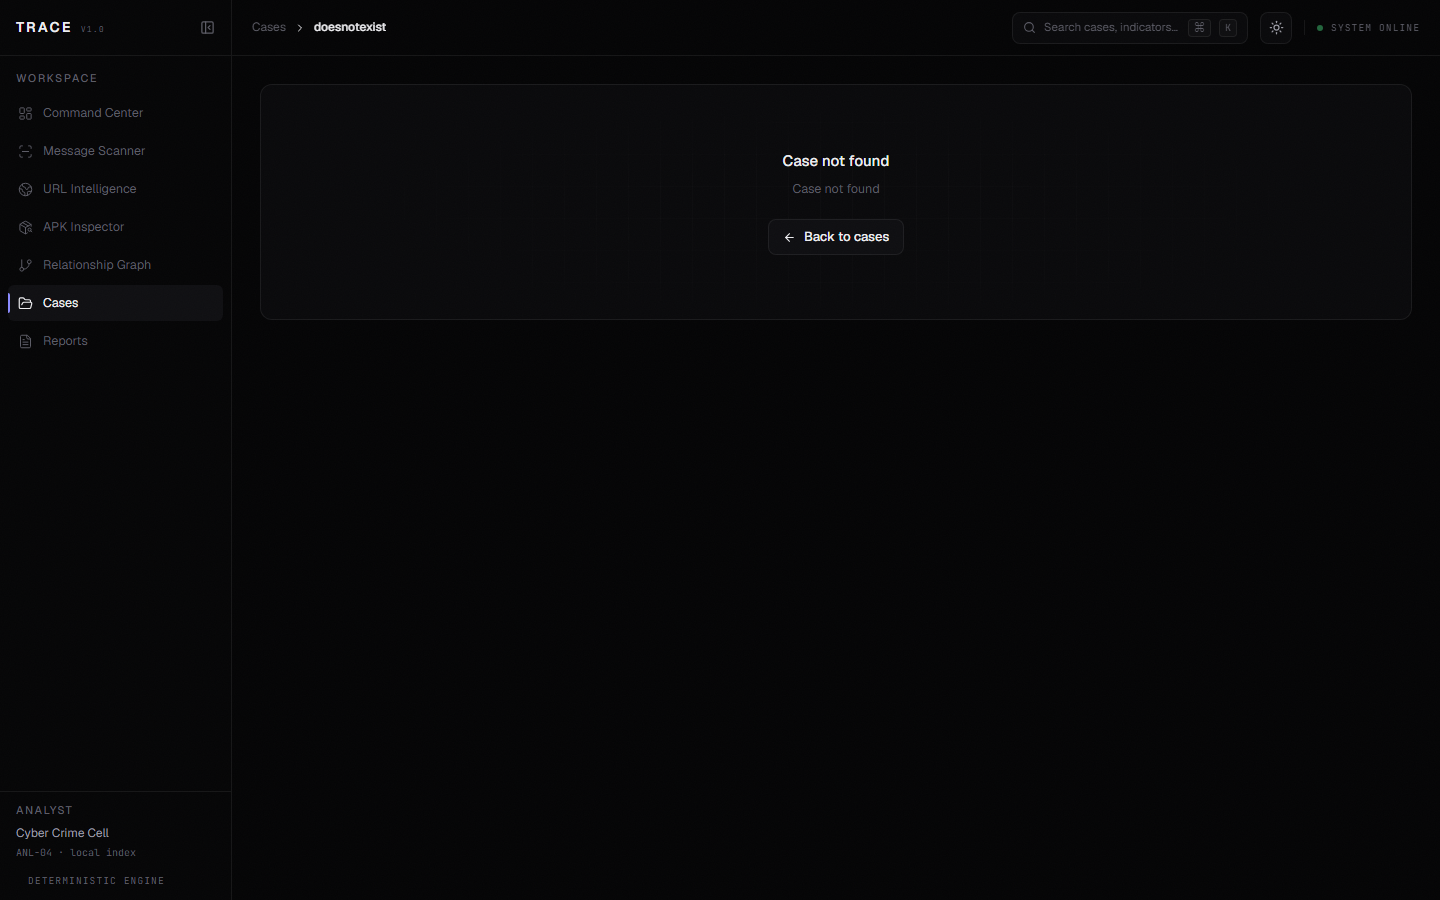 TRACE V1.0
Cases > doesnotexist
Search cases, indicators... ⌘ K
SYSTEM ONLINE
WORKSPACE
Command Center
Message Scanner
URL Intelligence
APK Inspector
Relationship Graph
Cases
Reports
Case not found
Case not found
Back to cases
ANALYST
Cyber Crime Cell
ANL-04 · local index
DETERMINISTIC ENGINE